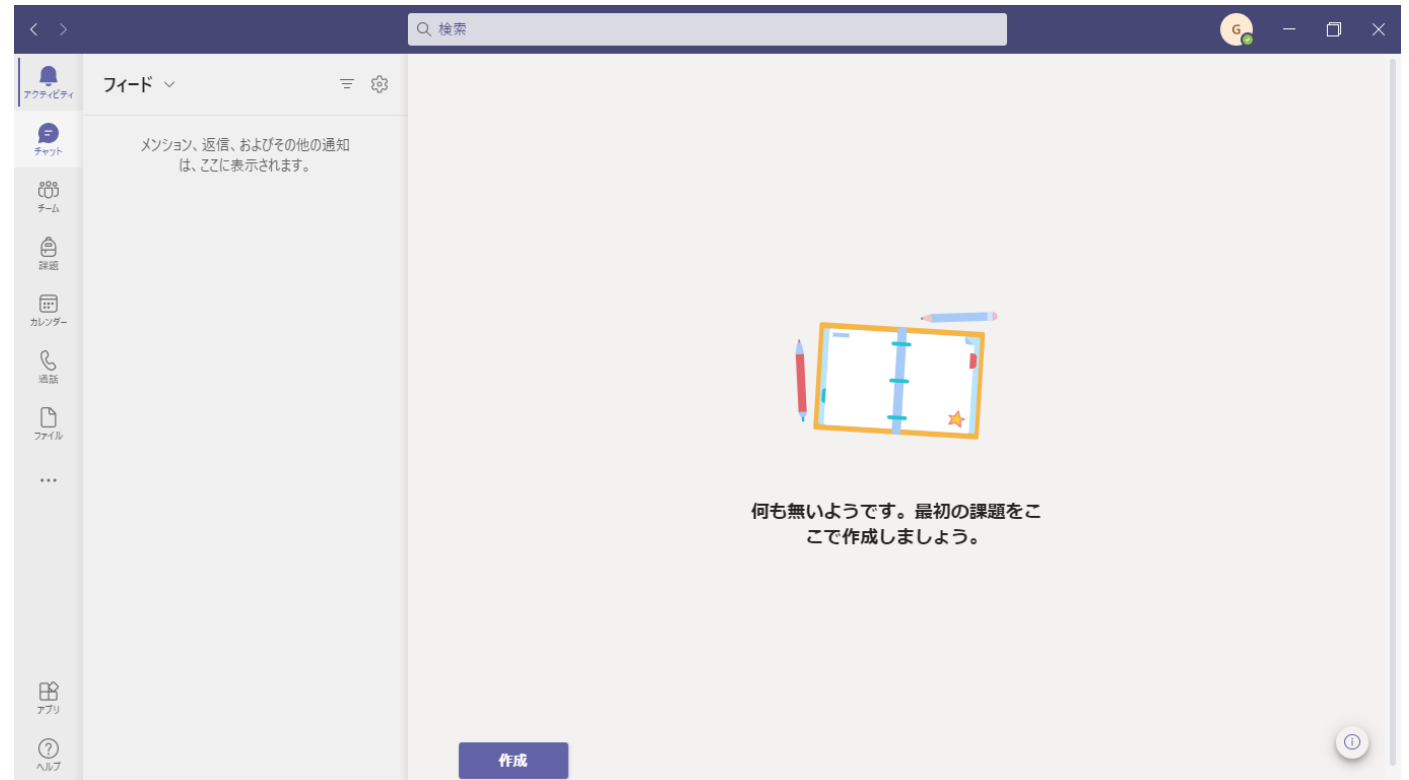 検索
G
アクティビティ
フィード
チャット
メンション、返信、およびその他の通知
は、ここに表示されます。
チーム
課題
カレンダー
通話
ファイル
何も無いようです。最初の課題をこ
こで作成しましょう。
アプリ
ヘルプ
作成